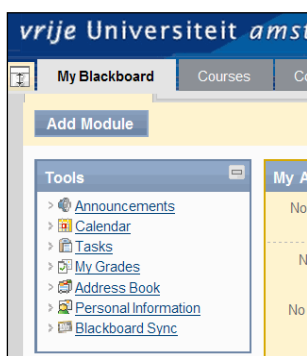 vrije Universiteit amst
My Blackboard
Courses
Co
Add Module
Tools
Announcements
Calendar
Tasks
My Grades
Address Book
Personal Information
Blackboard Sync
My A
No
N
No